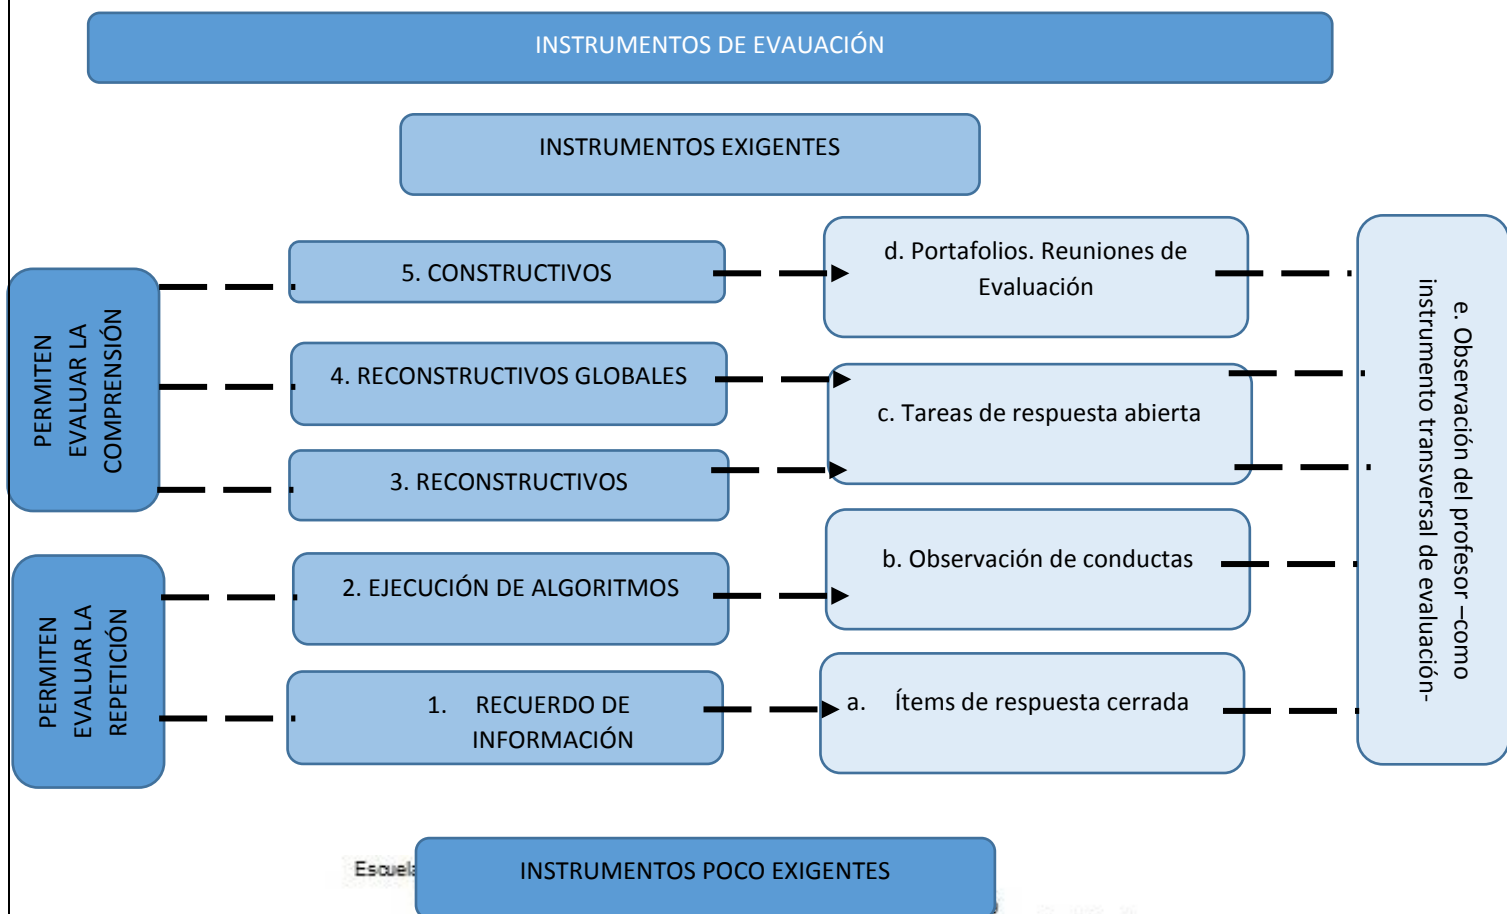 INSTRUMENTOS DE EVAUACIÓN
INSTRUMENTOS EXIGENTES
PERMITEN
EVALUAR LA
COMPRENSIÓN
5. CONSTRUCTIVOS
d. Portafolios. Reuniones de
Evaluación
4. RECONSTRUCTIVOS GLOBALES
c. Tareas de respuesta abierta
3. RECONSTRUCTIVOS
PERMITEN
EVALUAR LA
REPETICIÓN
2. EJECUCIÓN DE ALGORITMOS
b. Observación de conductas
1. RECUERDO DE
INFORMACIÓN
a. Ítems de respuesta cerrada
e. Observación del profesor –como
instrumento transversal de evaluación-
Escuela
INSTRUMENTOS POCO EXIGENTES